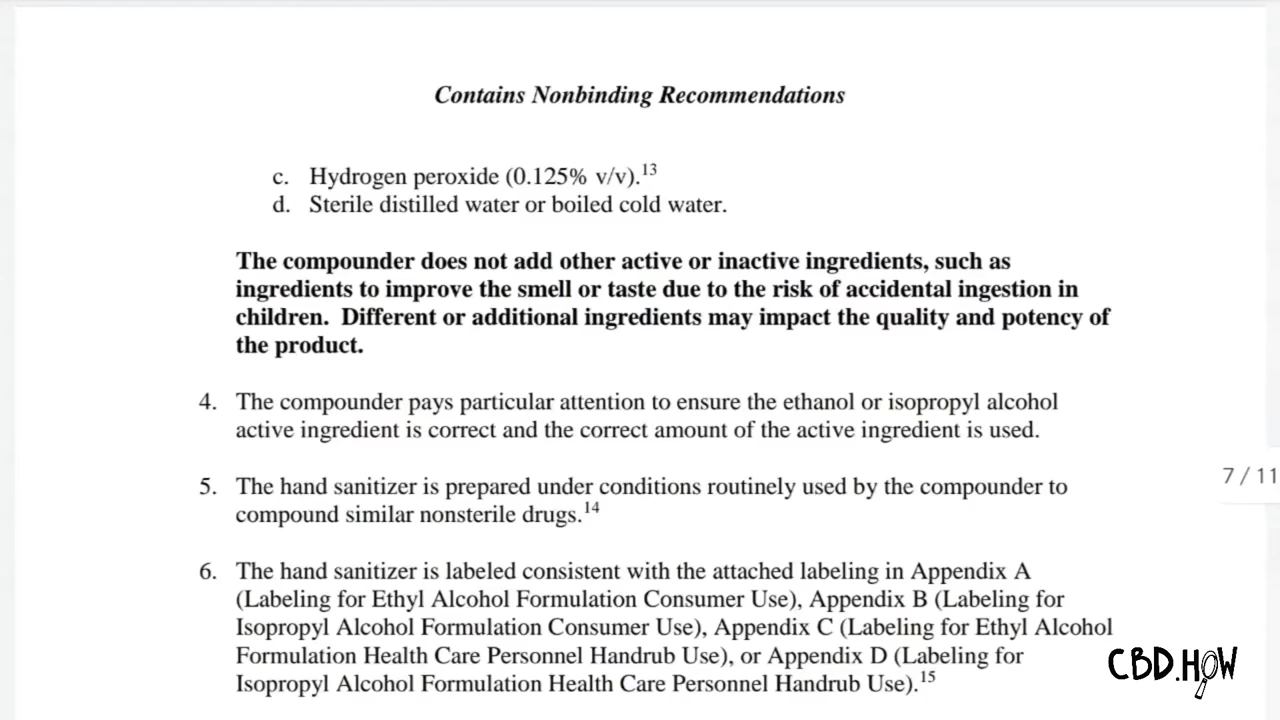 Contains Nonbinding Recommendations
c. Hydrogen peroxide (0.125% v/v).13
d. Sterile distilled water or boiled cold water.
The compounder does not add other active or inactive ingredients, such as
ingredients to improve the smell or taste due to the risk of accidental ingestion in
children. Different or additional ingredients may impact the quality and potency of
the product.
4. The compounder pays particular attention to ensure the ethanol or isopropyl alcohol
active ingredient is correct and the correct amount of the active ingredient is used.
7 / 11
5. The hand sanitizer is prepared under conditions routinely used by the compounder to
compound similar nonsterile drugs.14
6. The hand sanitizer is labeled consistent with the attached labeling in Appendix A
(Labeling for Ethyl Alcohol Formulation Consumer Use), Appendix B (Labeling for
Isopropyl Alcohol Formulation Consumer Use), Appendix C (Labeling for Ethyl Alcohol
Formulation Health Care Personnel Handrub Use), or Appendix D (Labeling for
Isopropyl Alcohol Formulation Health Care Personnel Handrub Use).15
CBD.HOW